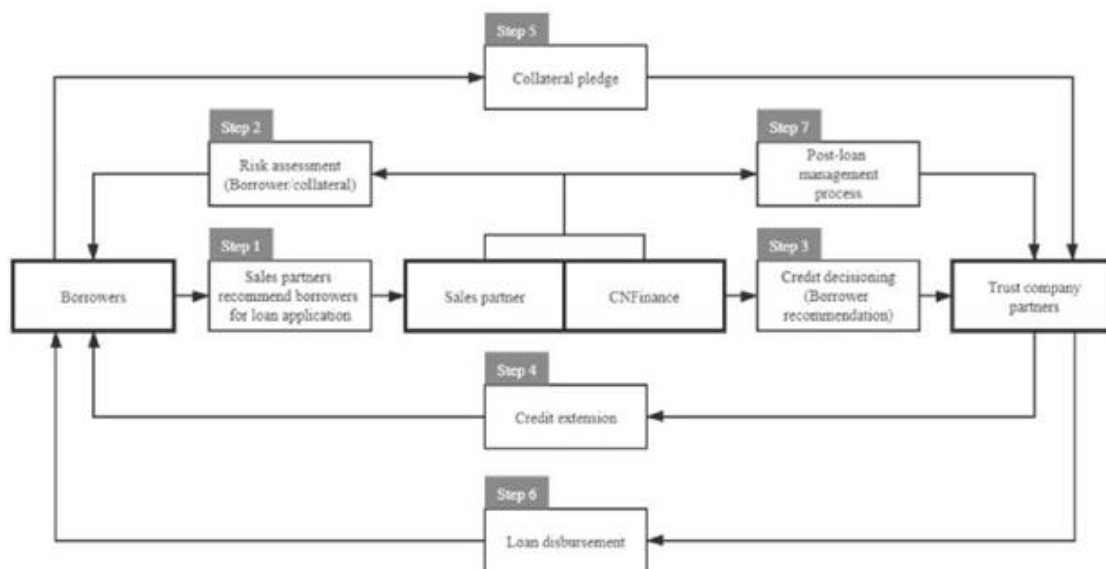 Step 5
Collateral pledge
Step 2
Risk assessment
(Borrower/collateral)
Step 7
Post-loan
management
process
Step 1
Sales partners
recommend borrowers
for loan application
Step 3
Credit decisioning
(Borrower
recommendation)
Borrowers
Sales partner
CNFinance
Trust company
partners
Step 4
Credit extension
Step 6
Loan disbursement